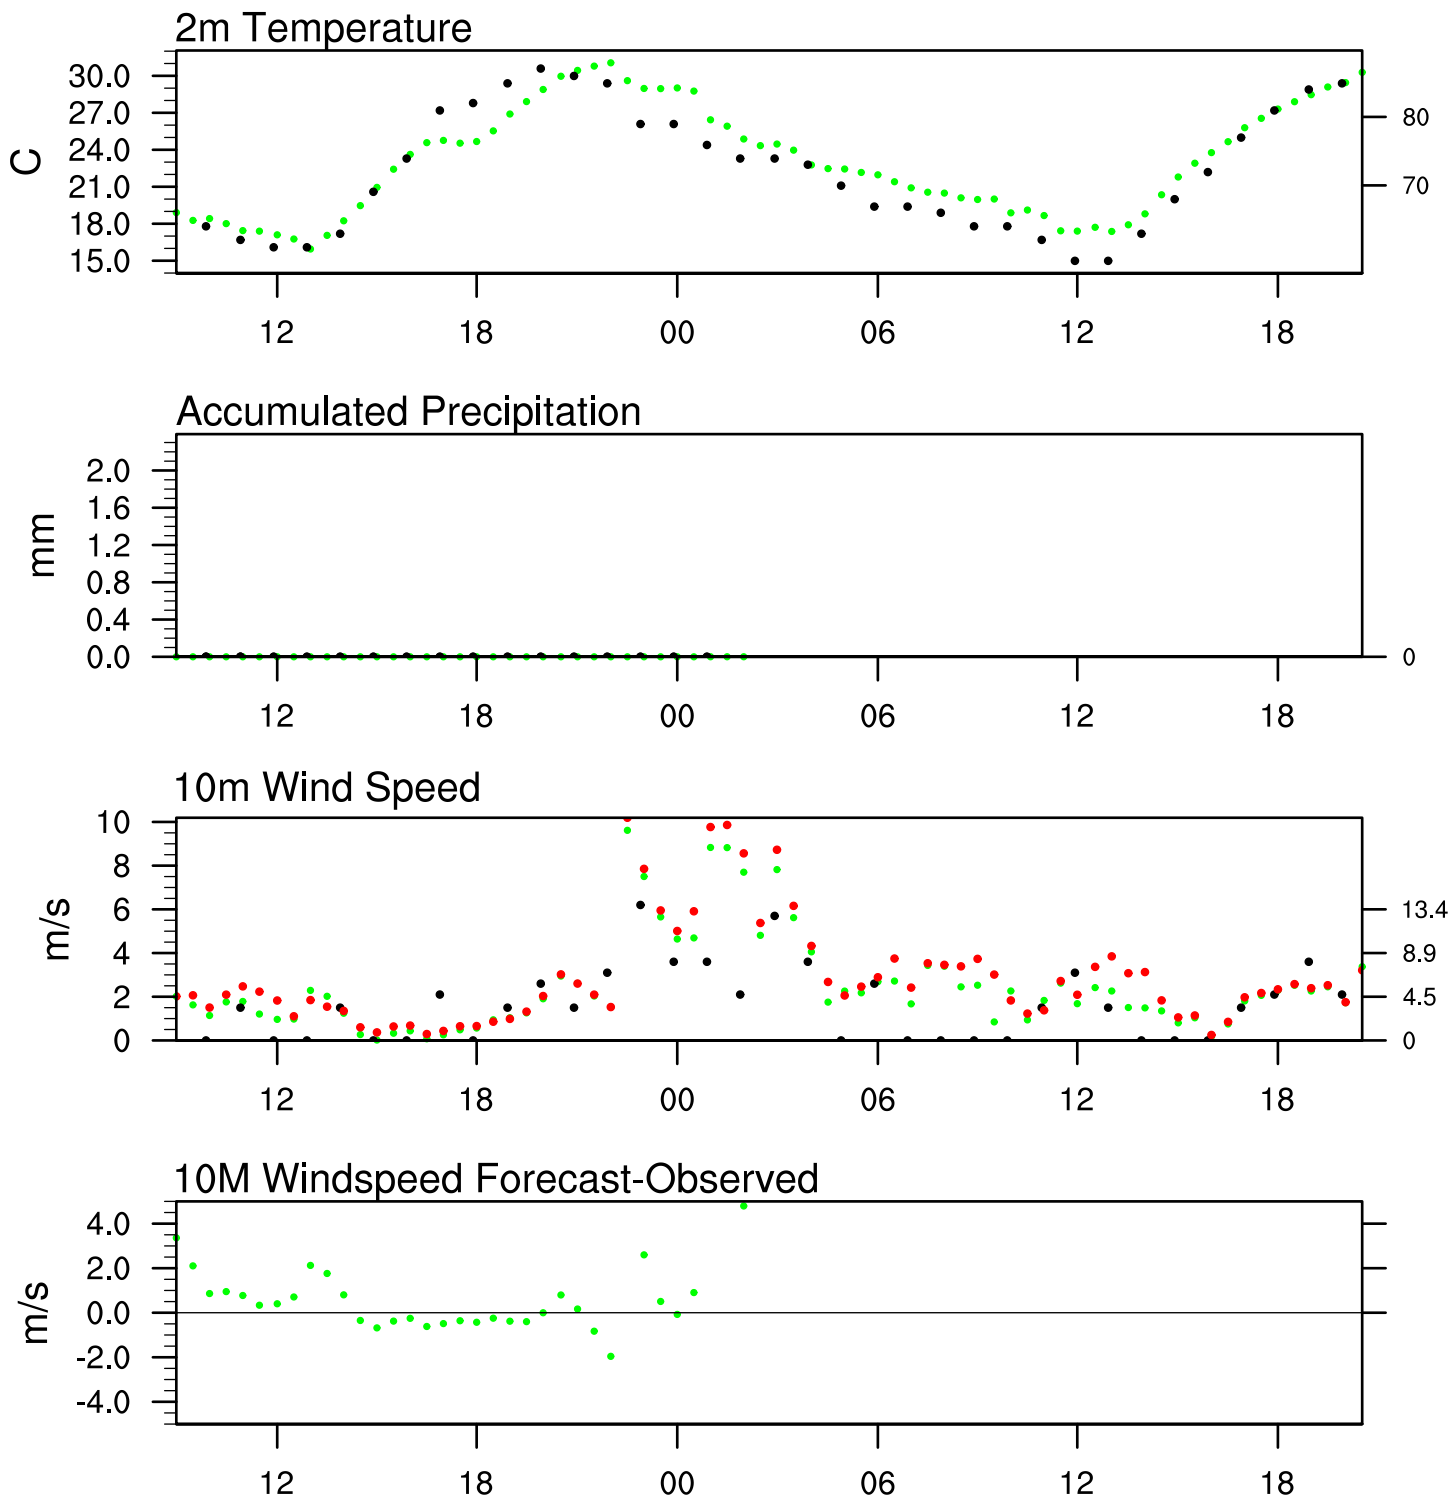 2m Temperature
30.0
27.0
24.0
21.0
18.0
15.0
C
80
70
12 18 00 06 12 18
Accumulated Precipitation
2.0
1.6
1.2
0.8
0.4
0.0
mm
0
12 18 00 06 12 18
10m Wind Speed
10
8
6
4
2
0
m/s
13.4
8.9
4.5
0
12 18 00 06 12 18
10M Windspeed Forecast-Observed
4.0
2.0
0.0
-2.0
-4.0
m/s
12 18 00 06 12 18